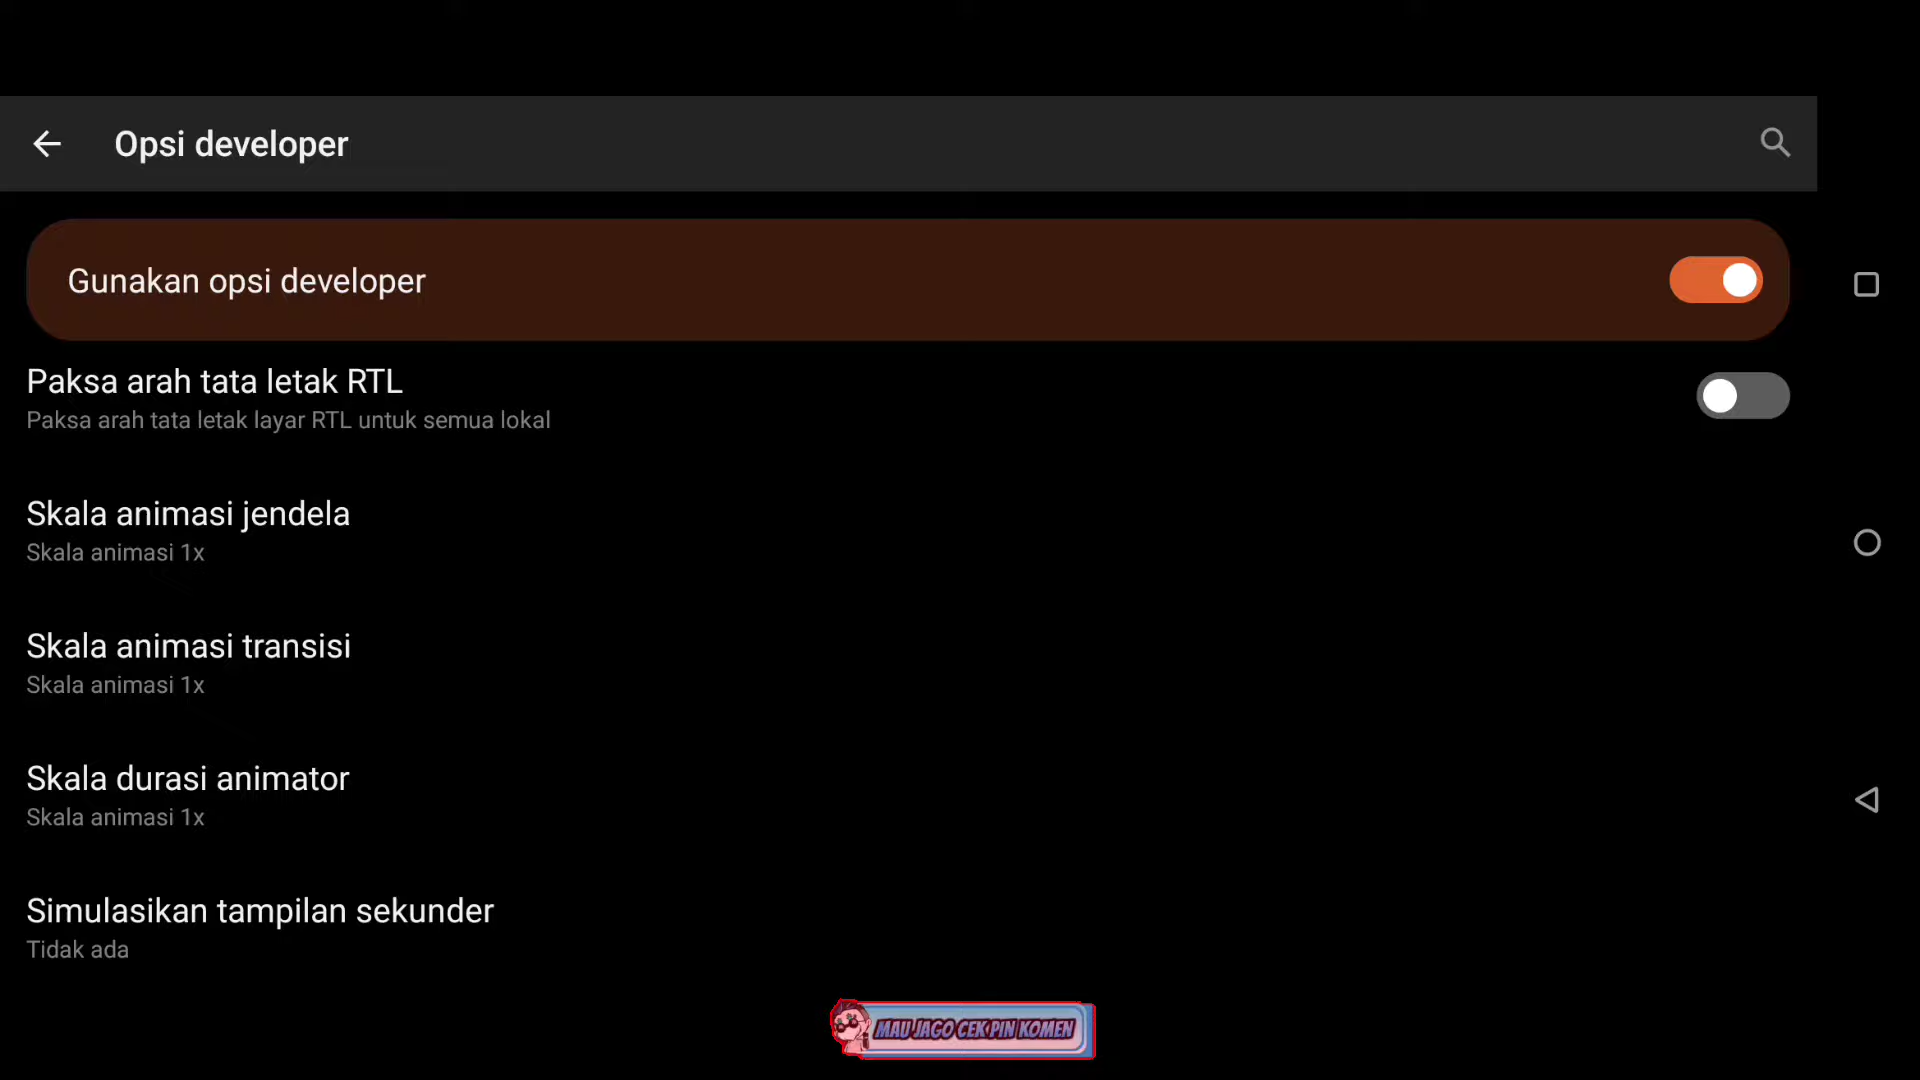 Opsi developer
Gunakan opsi developer
Paksa arah tata letak RTL
Paksa arah tata letak layar RTL untuk semua lokal
Skala animasi jendela
Skala animasi 1x
Skala animasi transisi
Skala animasi 1x
Skala durasi animator
Skala animasi 1x
Simulasikan tampilan sekunder
Tidak ada
MAU JAGO CEK PIN KOMEN